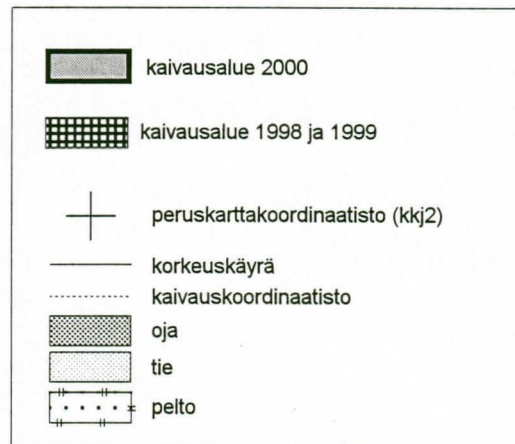 kaivausalue 2000
kaivausalue 1998 ja 1999
peruskarttakoordinaatisto (kkj2)
korkeuskäyrä
kaivauskoordinaatisto
oja
tie
pelto